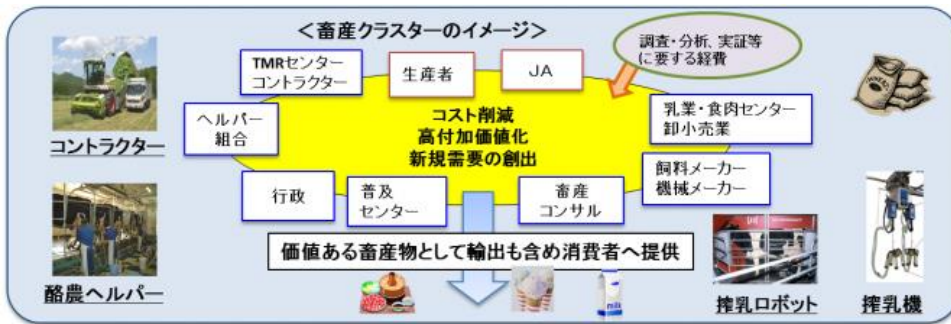 ＜畜産クラスターのイメージ＞
調査・分析、実証等
に要する経費
TMRセンター
コントラクター
生産者
JA
ヘルパー
組合
コスト削減
高付加価値化
新規需要の創出
乳業・食肉センター
卸小売業
飼料メーカー
機械メーカー
行政
普及
センター
畜産
コンサル
コントラクター
価値ある畜産物として輸出も含め消費者へ提供
酪農ヘルパー
milk
搾乳ロボット
搾乳機